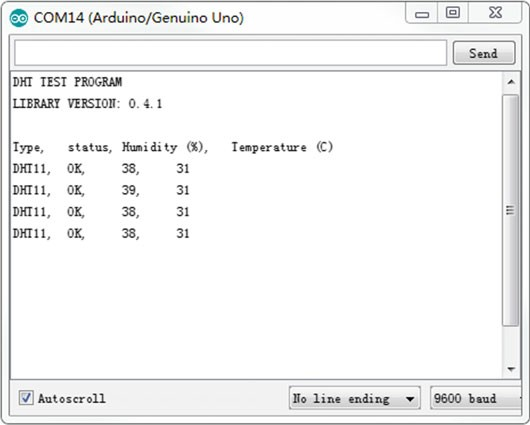 COM14 (Arduino/Genuino Uno)
Send
DHT TEST PROGRAM
LIBRARY VERSION: 0.4.1
Type,   status, Humidity (%),   Temperature (C)
DHT11,  OK,     38,     31
DHT11,  OK,     39,     31
DHT11,  OK,     38,     31
DHT11,  OK,     38,     31
Autoscroll   No line ending   9600 baud